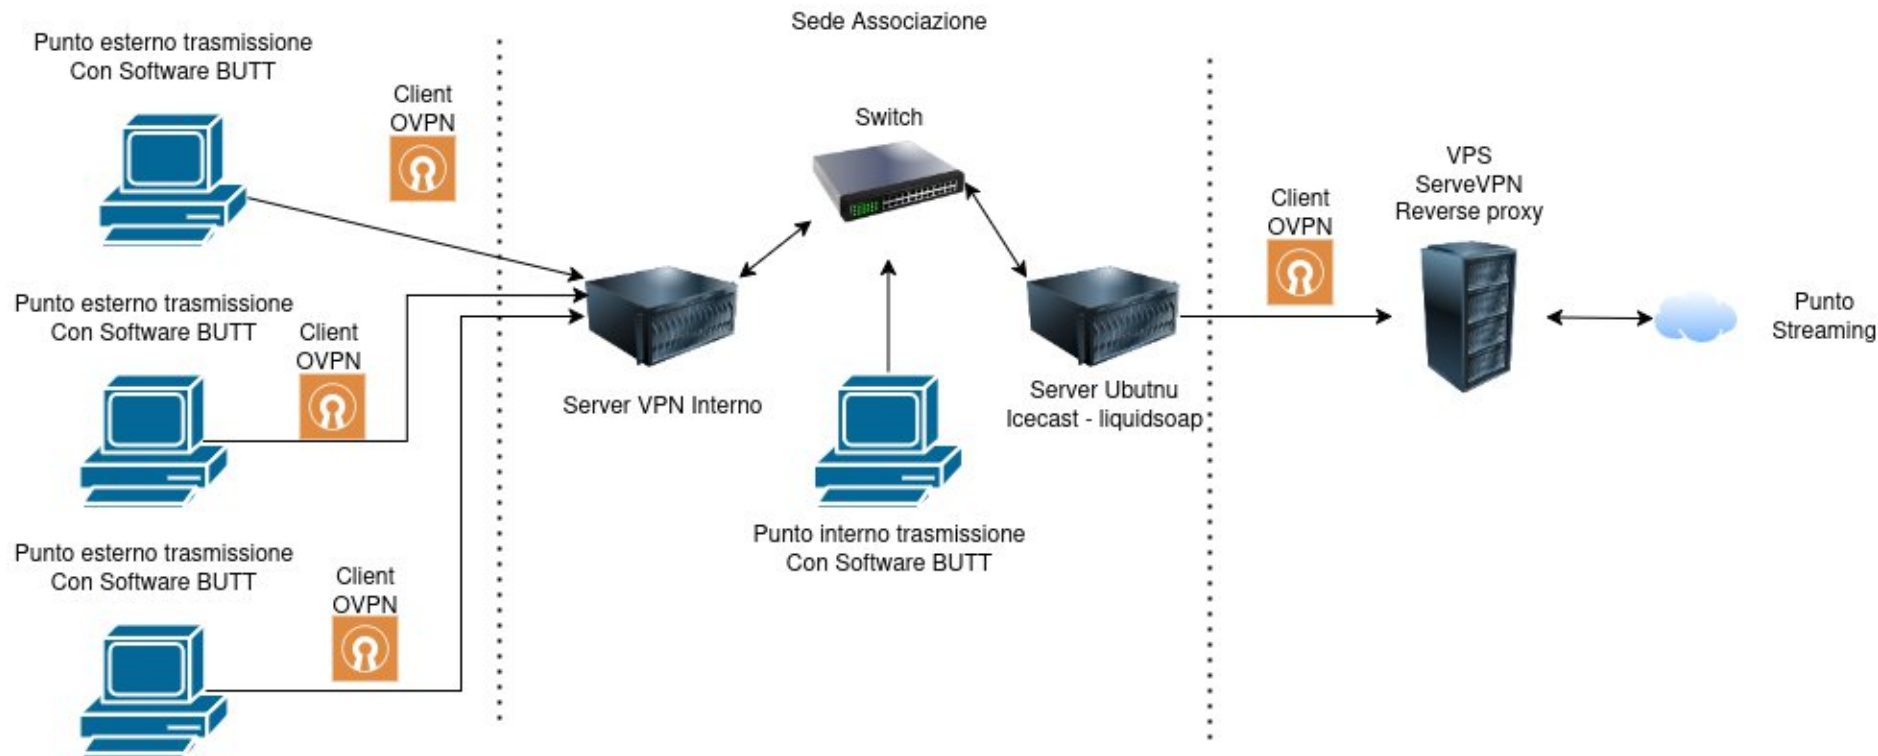 Sede Associazione
Punto esterno trasmissione
Con Software BUTT
Client
OVPN
Punto esterno trasmissione
Con Software BUTT
Client
OVPN
Punto esterno trasmissione
Con Software BUTT
Client
OVPN
Server VPN Interno
Switch
Punto interno trasmissione
Con Software BUTT
Server Ubutnu
Icecast - liquidsoap
Client
OVPN
VPS
ServeVPN
Reverse proxy
Punto
Streaming